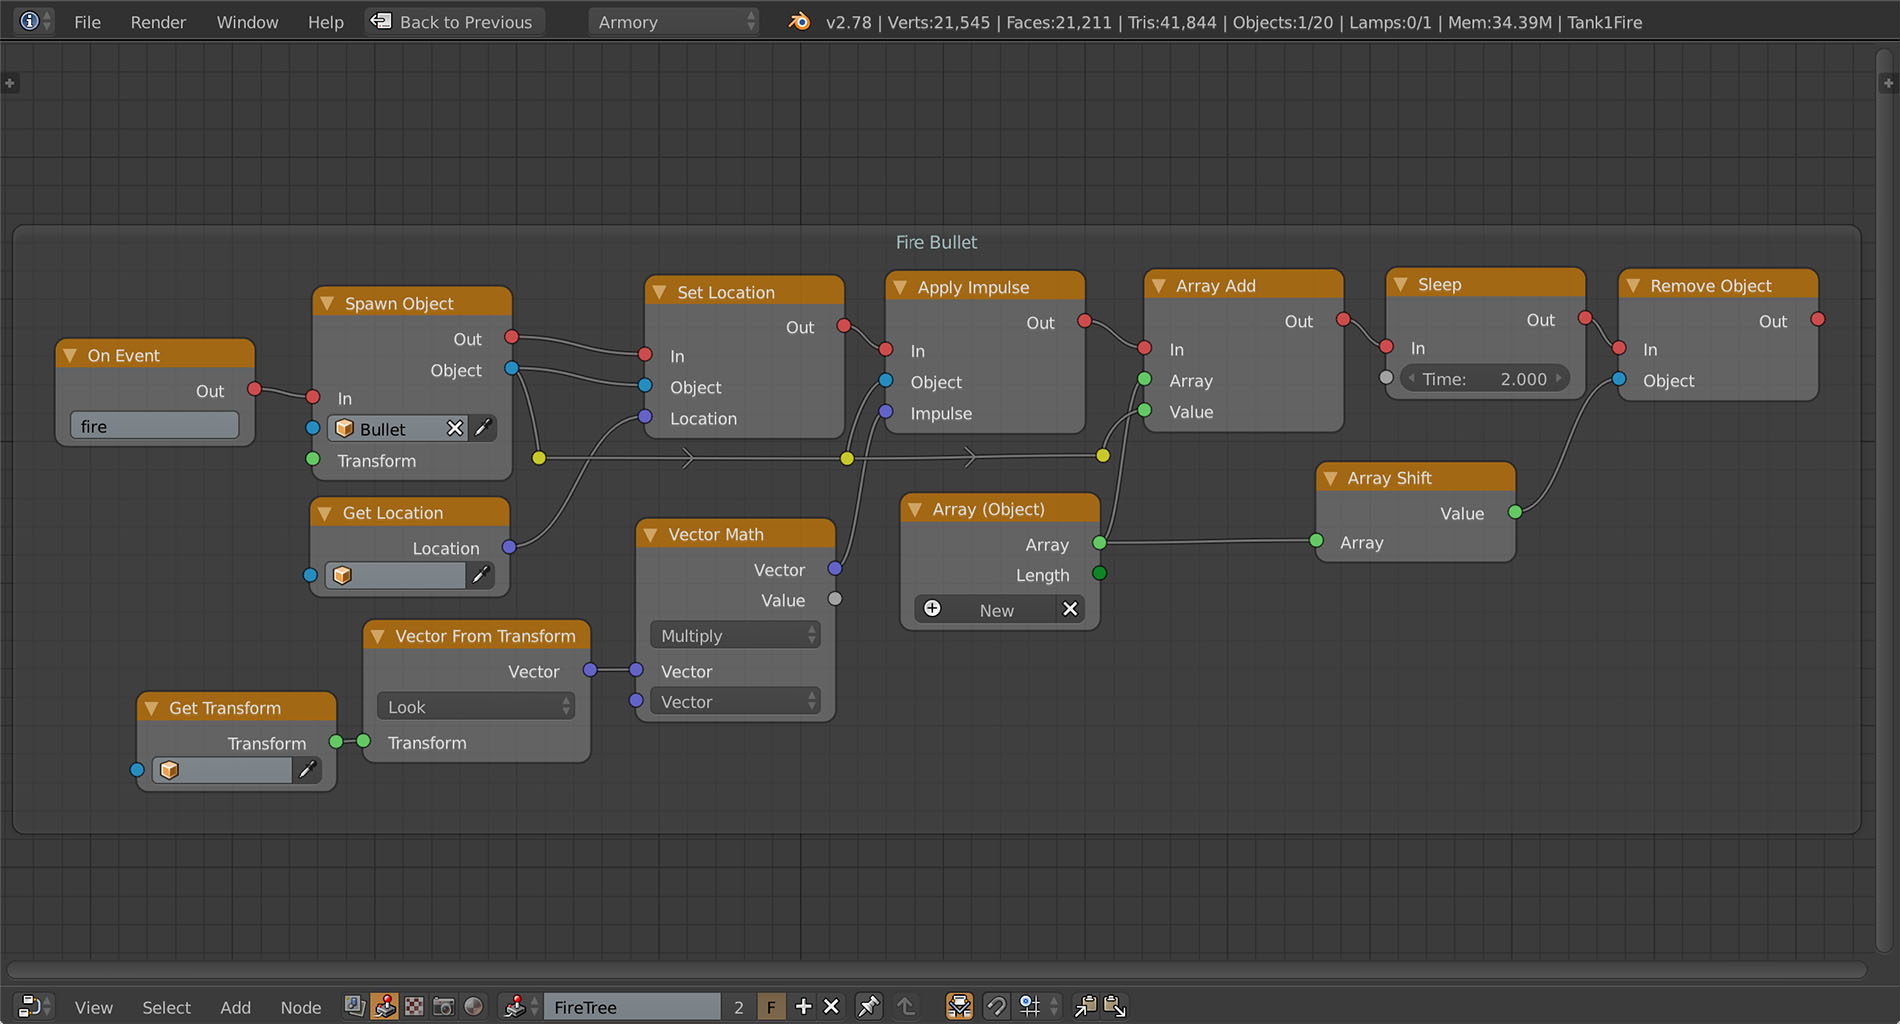 File Render Window Help Back to Previous Armory v2.78 | Verts:21,545 | Faces:21,211 | Tris:41,844 | Objects:1/20 | Lamps:0/1 | Mem:34.39M | Tank1Fire
Fire Bullet
On Event
Out
fire
Spawn Object
Out
Object
In
Bullet
Transform
Get Location
Location
Get Transform
Transform
Vector From Transform
Vector
Look
Transform
Set Location
Out
In
Object
Location
Vector Math
Vector
Value
Multiply
Vector
Vector
Apply Impulse
Out
In
Object
Impulse
Array (Object)
Array
Length
New
Array Add
Out
In
Array
Value
Sleep
Out
In
Time: 2.000
Array Shift
Value
Array
Remove Object
Out
In
Object
View Select Add Node FireTree 2 F